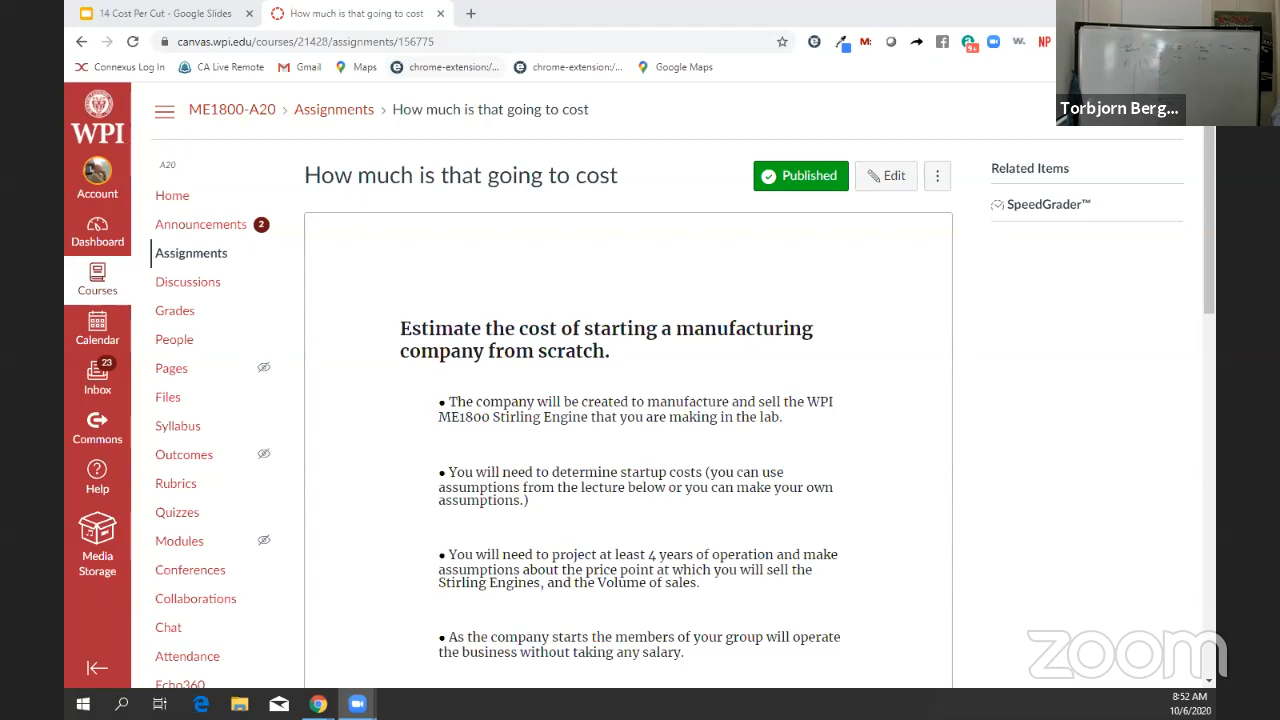 14 Cost Per Cut - Google Slides
How much is that going to cost
canvas.wpi.edu/courses/21428/assignments/156775
Connexus Log In
CA Live Remote
Gmail
Maps
chrome-extension:/...
chrome-extension:/...
Google Maps
Torbjorn Berg...
WPI
Account
Dashboard
Courses
Calendar
23
Inbox
Commons
Help
Media
Storage
ME1800-A20 > Assignments > How much is that going to cost
A20
Home
Announcements 2
Assignments
Discussions
Grades
People
Pages
Files
Syllabus
Outcomes
Rubrics
Quizzes
Modules
Conferences
Collaborations
Chat
Attendance
Echo360
How much is that going to cost
Published
Edit
Related Items
SpeedGrader™
Estimate the cost of starting a manufacturing
company from scratch.
• The company will be created to manufacture and sell the WPI
ME1800 Stirling Engine that you are making in the lab.
• You will need to determine startup costs (you can use
assumptions from the lecture below or you can make your own
assumptions.)
• You will need to project at least 4 years of operation and make
assumptions about the price point at which you will sell the
Stirling Engines, and the Volume of sales.
• As the company starts the members of your group will operate
the business without taking any salary.
zoom
8:52 AM
10/6/2020